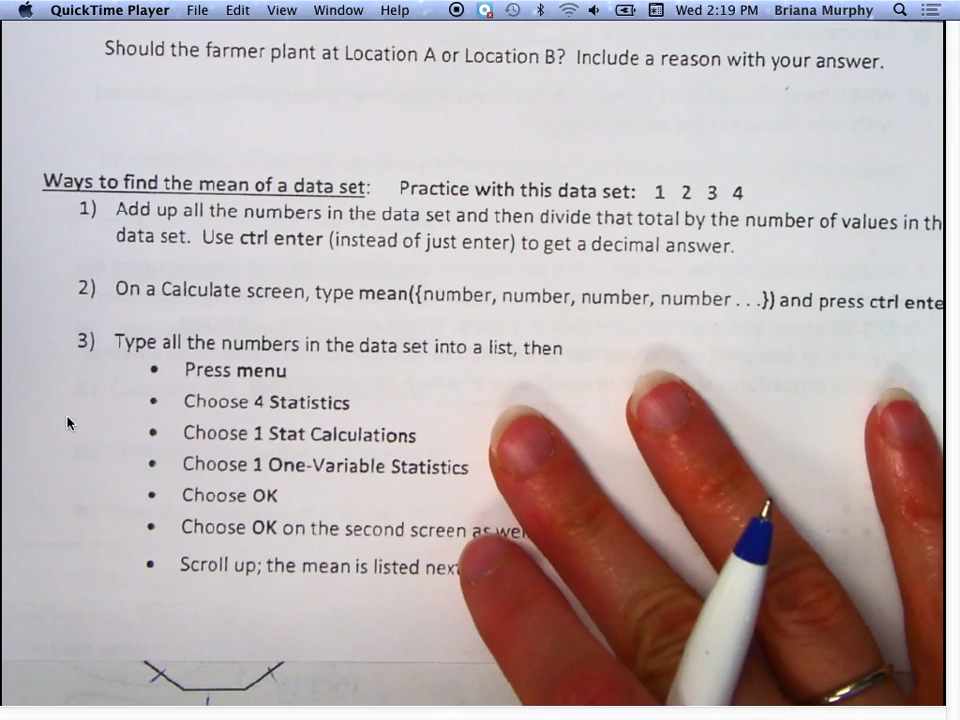 QuickTime Player File Edit View Window Help Wed 2:19 PM Briana Murphy
Should the farmer plant at Location A or Location B? Include a reason with your answer.
Ways to find the mean of a data set: Practice with this data set: 1 2 3 4
1) Add up all the numbers in the data set and then divide that total by the number of values in th
data set. Use ctrl enter (instead of just enter) to get a decimal answer.
2) On a Calculate screen, type mean({number, number, number, number . . .}) and press ctrl ente
3) Type all the numbers in the data set into a list, then
• Press menu
• Choose 4 Statistics
• Choose 1 Stat Calculations
• Choose 1 One-Variable Statistics
• Choose OK
• Choose OK on the second screen as wel
• Scroll up; the mean is listed next